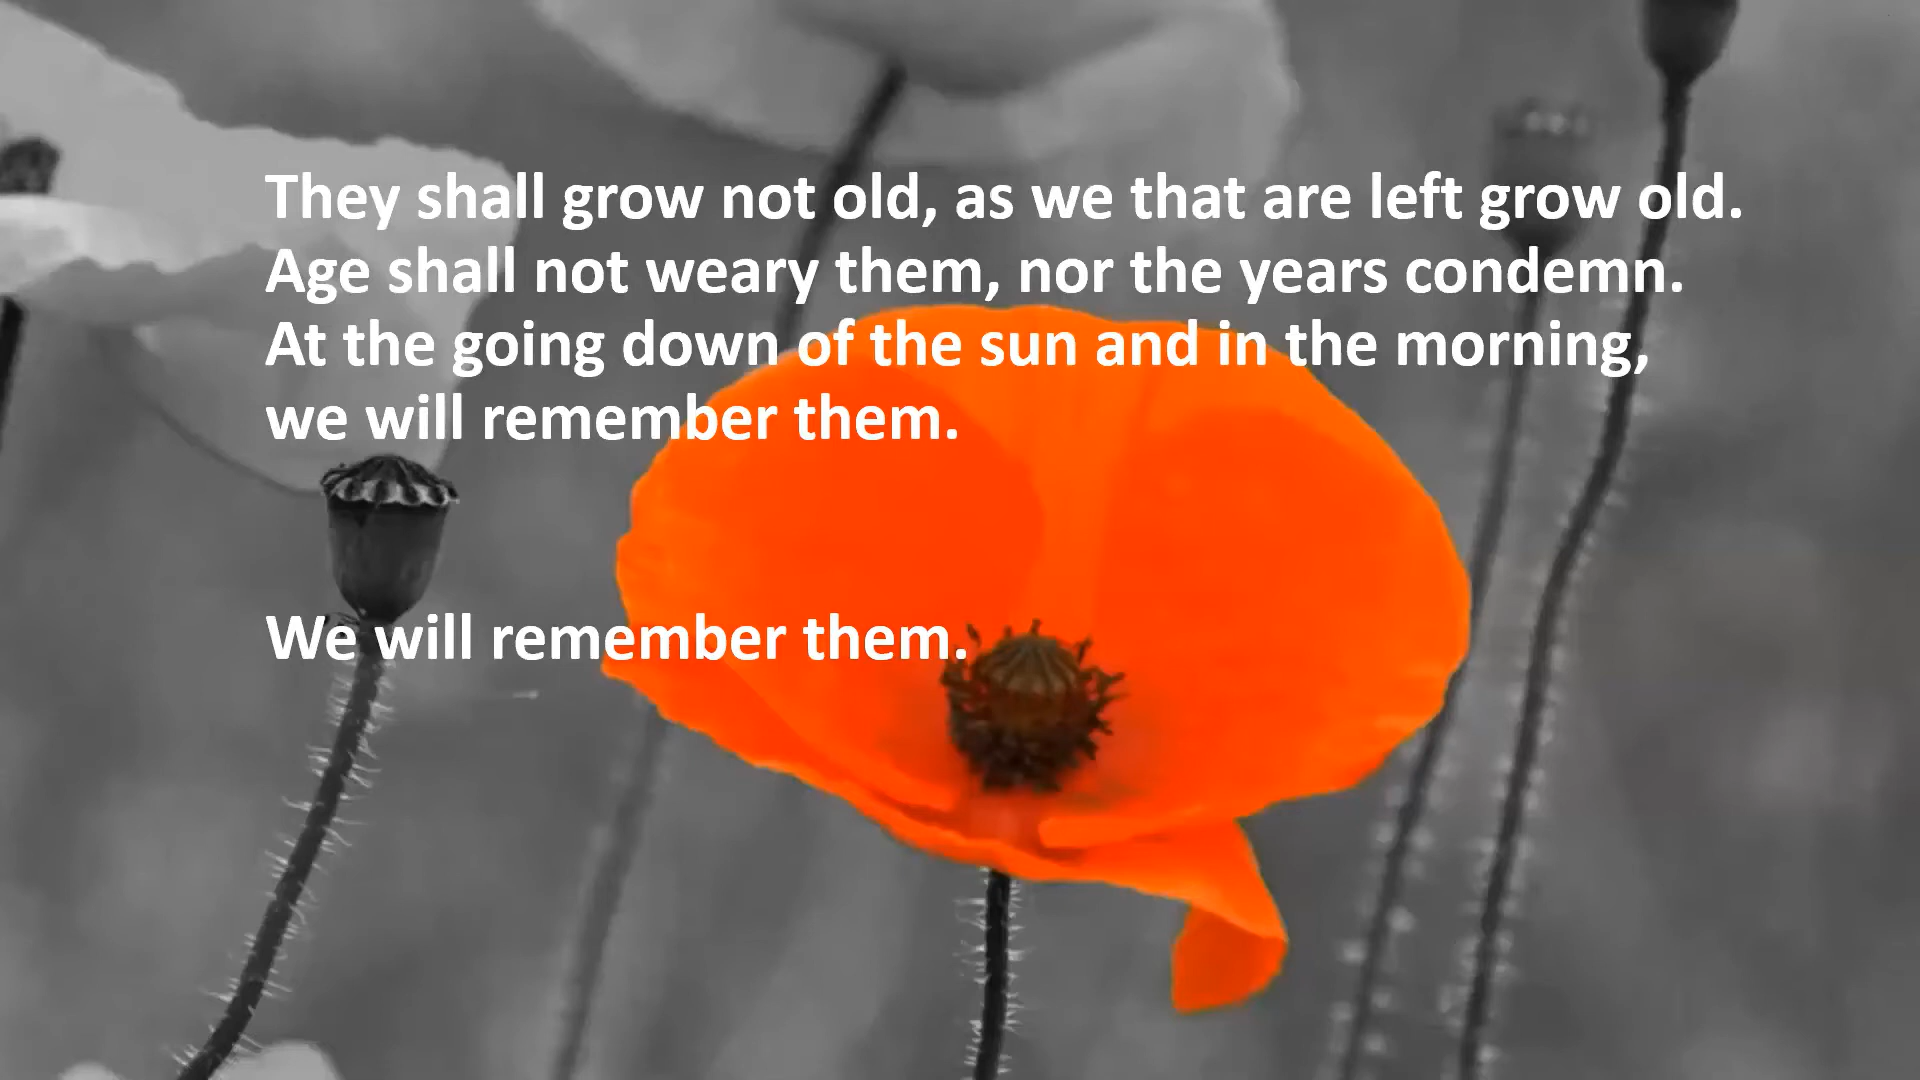 They shall grow not old, as we that are left grow old.
Age shall not weary them, nor the years condemn.
At the going down of the sun and in the morning,
we will remember them.
We will remember them.